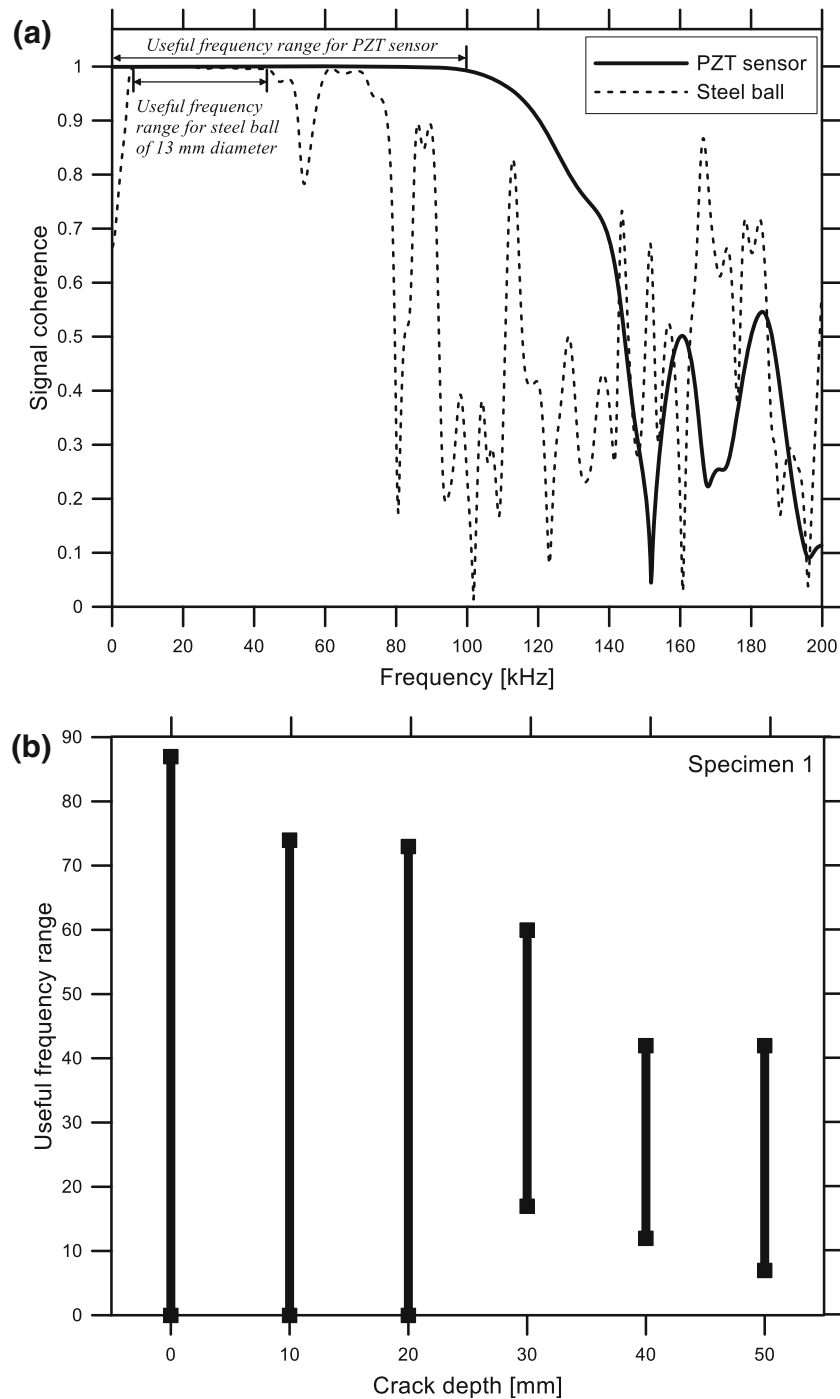 (a)
Useful frequency range for PZT sensor
Useful frequency
range for steel ball
of 13 mm diameter
PZT sensor
Steel ball
1
0.9
0.8
0.7
0.6
0.5
0.4
0.3
0.2
0.1
0
Signal coherence
0 20 40 60 80 100 120 140 160 180 200
Frequency [kHz]
(b)
Specimen 1
90
80
70
60
50
40
30
20
10
0
Useful frequency range
0 10 20 30 40 50
Crack depth [mm]